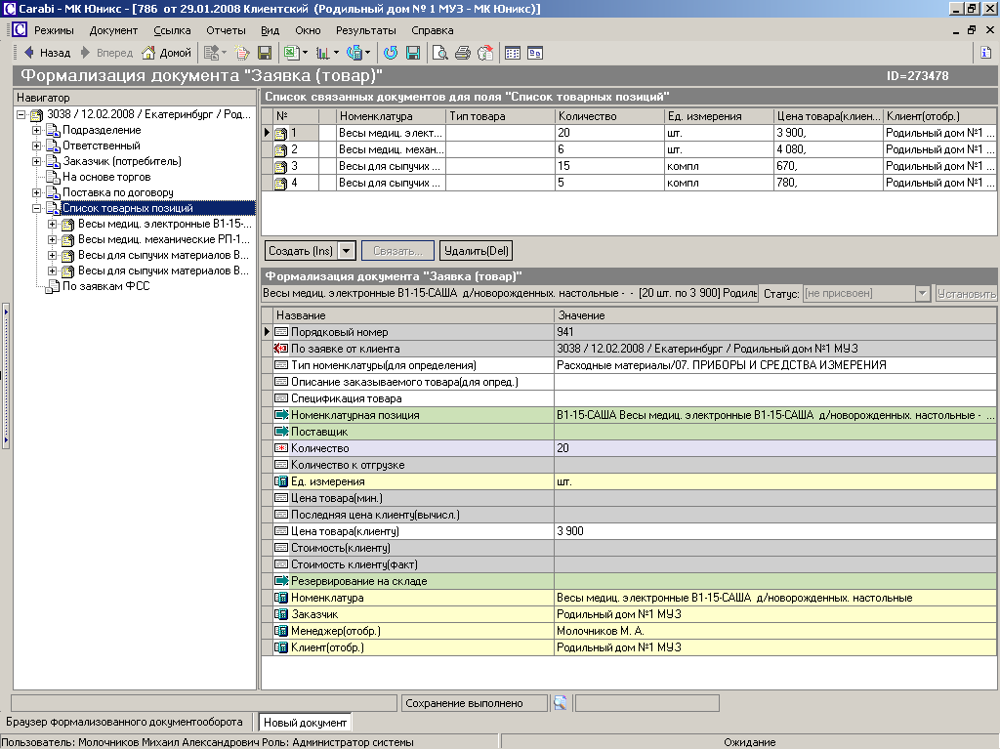 Carabi - МК Юникс - [786 от 29.01.2008 Клиентский (Родильный дом № 1 МУЗ - МК Юникс)]
Режимы Документ Ссылка Отчеты Вид Окно Результаты Справка
Назад Вперед Домой
Формализация документа "Заявка (товар)" ID=273478
Навигатор
3038 / 12.02.2008 / Екатеринбург / Род...
Подразделение
Ответственный
Заказчик (потребитель)
На основе торгов
Поставка по договору
Список товарных позиций
Весы медиц. электронные В1-15-...
Весы медиц. механические РП-1...
Весы для сыпучих материалов В...
Весы для сыпучих материалов В...
По заявкам ФСС
Список связанных документов для поля "Список товарных позиций"
№ Номенклатура Тип товара Количество Ед. измерения Цена товара(клиен... Клиент(отобр.)
1 Весы медиц. элект... 20 шт. 3 900, Родильный дом №1 ...
2 Весы медиц. механ... 6 шт. 4 080, Родильный дом №1 ...
3 Весы для сыпучих ... 15 компл 670, Родильный дом №1 ...
4 Весы для сыпучих ... 5 компл 780, Родильный дом №1 ...
Создать (Ins) Связать... Удалить(Del)
Формализация документа "Заявка (товар)"
Весы медиц. электронные В1-15-САША д/новорожденных. настольные - - [20 шт. по 3 900] Родиль Статус: [не присвоен] Установить
Название Значение
Порядковый номер 941
По заявке от клиента 3038 / 12.02.2008 / Екатеринбург / Родильный дом №1 МУЗ
Тип номенклатуры(для определения) Расходные материалы/07. ПРИБОРЫ И СРЕДСТВА ИЗМЕРЕНИЯ
Описание заказываемого товара(для опред.)
Спецификация товара
Номенклатурная позиция В1-15-САША Весы медиц. электронные В1-15-САША д/новорожденных. настольные - ...
Поставщик
Количество 20
Количество к отгрузке
Ед. измерения шт.
Цена товара(мин.)
Последняя цена клиенту(вычисл.)
Цена товара(клиенту) 3 900
Стоимость(клиенту)
Стоимость клиенту(факт)
Резервирование на складе
Номенклатура Весы медиц. электронные В1-15-САША д/новорожденных. настольные
Заказчик Родильный дом №1 МУЗ
Менеджер(отобр.) Молочников М. А.
Клиент(отобр.) Родильный дом №1 МУЗ
Сохранение выполнено
Браузер формализованного документооборота Новый документ
Пользователь: Молочников Михаил Александрович Роль: Администратор системы Ожидание